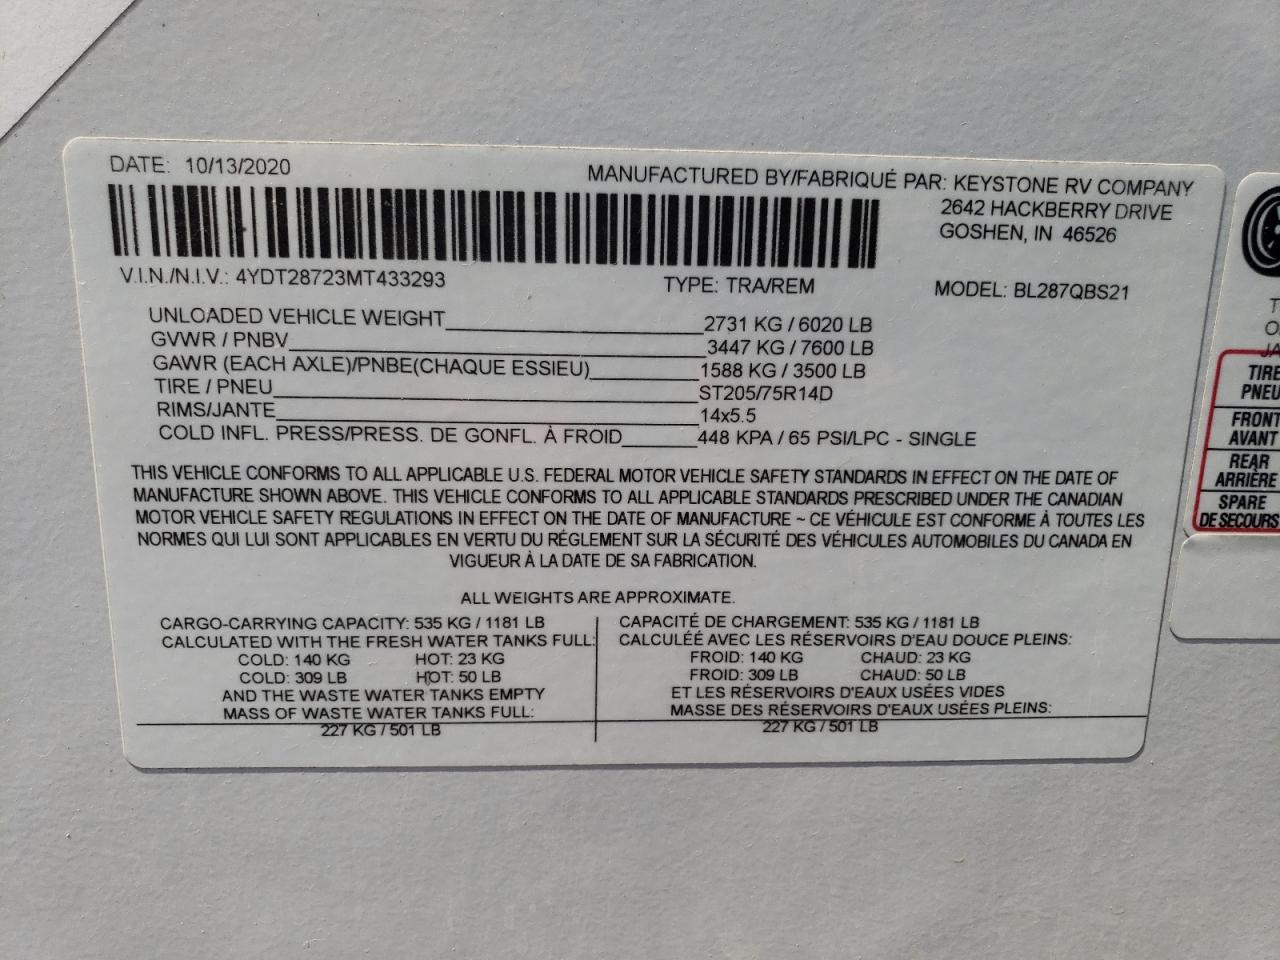 DATE: 10/13/2020
MANUFACTURED BY/FABRIQUÉ PAR: KEYSTONE RV COMPANY
2642 HACKBERRY DRIVE
GOSHEN, IN 46526
V.I.N./N.I.V.: 4YDT28723MT433293
TYPE: TRA/REM
MODEL: BL287QBS21
UNLOADED VEHICLE WEIGHT 2731 KG / 6020 LB
GVWR / PNBV 3447 KG / 7600 LB
GAWR (EACH AXLE)/PNBE(CHAQUE ESSIEU) 1588 KG / 3500 LB
TIRE / PNEU ST205/75R14D
RIMS/JANTE 14x5.5
COLD INFL. PRESS/PRESS. DE GONFL. À FROID 448 KPA / 65 PSI/LPC - SINGLE
THIS VEHICLE CONFORMS TO ALL APPLICABLE U.S. FEDERAL MOTOR VEHICLE SAFETY STANDARDS IN EFFECT ON THE DATE OF
MANUFACTURE SHOWN ABOVE. THIS VEHICLE CONFORMS TO ALL APPLICABLE STANDARDS PRESCRIBED UNDER THE CANADIAN
MOTOR VEHICLE SAFETY REGULATIONS IN EFFECT ON THE DATE OF MANUFACTURE ~ CE VÉHICULE EST CONFORME À TOUTES LES
NORMES QUI LUI SONT APPLICABLES EN VERTU DU RÉGLEMENT SUR LA SÉCURITÉ DES VÉHICULES AUTOMOBILES DU CANADA EN
VIGUEUR À LA DATE DE SA FABRICATION.
ALL WEIGHTS ARE APPROXIMATE.
CARGO-CARRYING CAPACITY: 535 KG / 1181 LB
CALCULATED WITH THE FRESH WATER TANKS FULL:
COLD: 140 KG HOT: 23 KG
COLD: 309 LB HOT: 50 LB
AND THE WASTE WATER TANKS EMPTY
MASS OF WASTE WATER TANKS FULL:
227 KG / 501 LB
CAPACITÉ DE CHARGEMENT: 535 KG / 1181 LB
CALCULÉE AVEC LES RÉSERVOIRS D'EAU DOUCE PLEINS:
FROID: 140 KG CHAUD: 23 KG
FROID: 309 LB CHAUD: 50 LB
ET LES RÉSERVOIRS D'EAUX USÉES VIDES
MASSE DES RÉSERVOIRS D'EAUX USÉES PLEINS:
227 KG / 501 LB
TIRE
PNEU
FRONT
AVANT
REAR
ARRIÈRE
SPARE
DE SECOURS